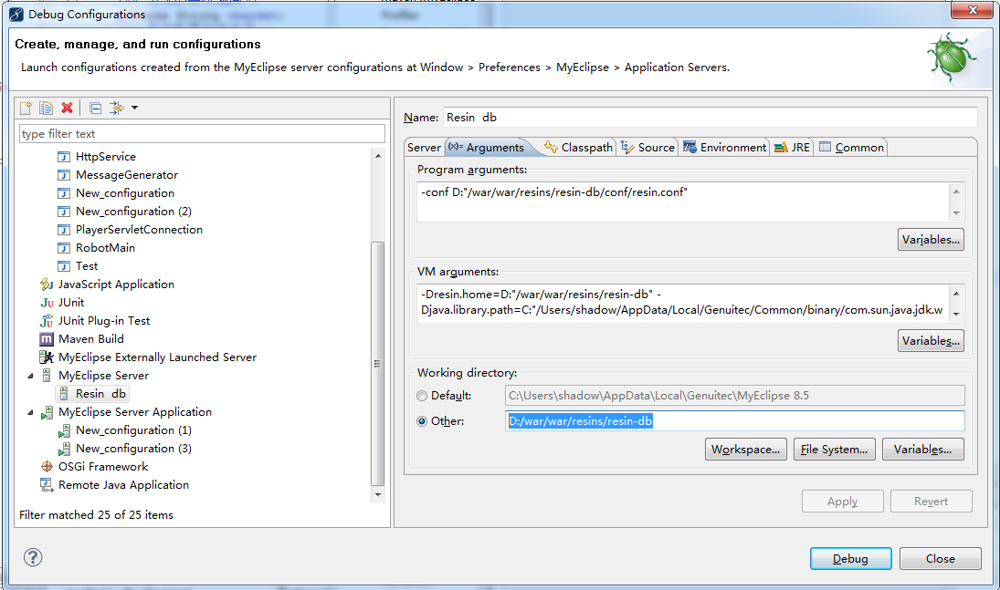 Debug Configurations
Create, manage, and run configurations
Launch configurations created from the MyEclipse server configurations at Window > Preferences > MyEclipse > Application Servers.
type filter text
HttpService
MessageGenerator
New_configuration
New_configuration (2)
PlayerServletConnection
RobotMain
Test
JavaScript Application
JUnit
JUnit Plug-in Test
Maven Build
MyEclipse Externally Launched Server
MyEclipse Server
Resin db
MyEclipse Server Application
New_configuration (1)
New_configuration (3)
OSGi Framework
Remote Java Application
Filter matched 25 of 25 items
Name: Resin db
Server Arguments Classpath Source Environment JRE Common
Program arguments:
-conf D:"/war/war/resins/resin-db/conf/resin.conf"
Variables...
VM arguments:
-Dresin.home=D:"/war/war/resins/resin-db" -
Djava.library.path=C:"/Users/shadow/AppData/Local/Genuitec/Common/binary/com.sun.java.jdk.w
Variables...
Working directory:
Default: C:\Users\shadow\AppData\Local\Genuitec\MyEclipse 8.5
Other: D:/war/war/resins/resin-db
Workspace... File System... Variables...
Apply Revert
Debug Close